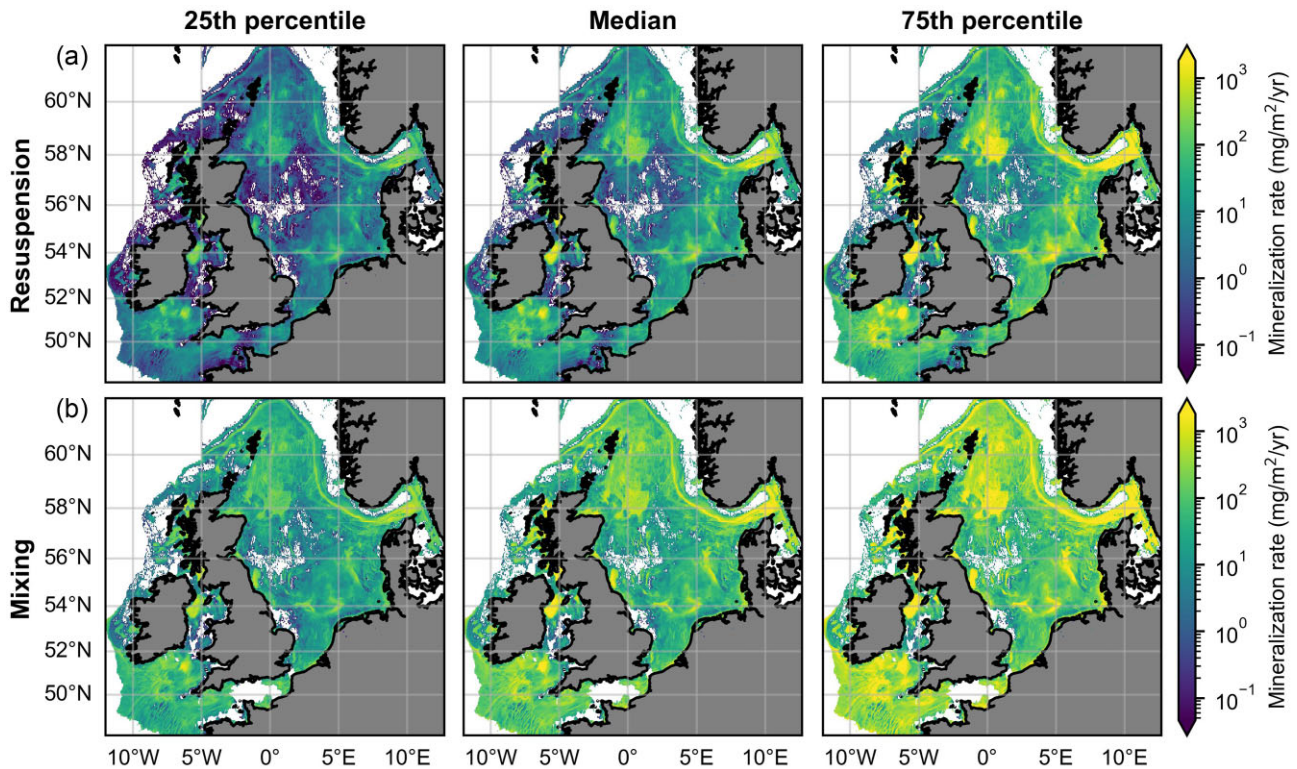 25th percentile
Median
75th percentile
(a)
Resuspension
60°N
58°N
56°N
54°N
52°N
50°N
10³
10²
10¹
10⁰
10⁻¹
Mineralization rate (mg/m²/yr)
(b)
Mixing
60°N
58°N
56°N
54°N
52°N
50°N
10³
10²
10¹
10⁰
10⁻¹
Mineralization rate (mg/m²/yr)
10°W 5°W 0° 5°E 10°E
10°W 5°W 0° 5°E 10°E
10°W 5°W 0° 5°E 10°E